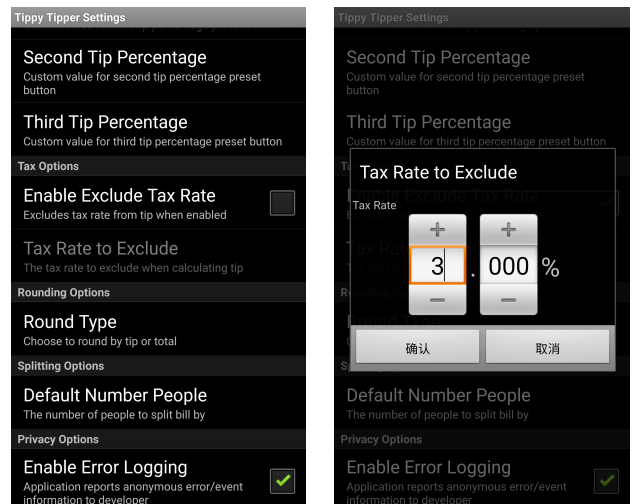 Tippy Tipper Settings
Second Tip Percentage
Custom value for second tip percentage preset
button
Third Tip Percentage
Custom value for third tip percentage preset button
Tax Options
Enable Exclude Tax Rate
Excludes tax rate from tip when enabled
Tax Rate to Exclude
The tax rate to exclude when calculating tip
Rounding Options
Round Type
Choose to round by tip or total
Splitting Options
Default Number People
The number of people to split bill by
Privacy Options
Enable Error Logging
Application reports anonymous error/event
information to developer
Tippy Tipper Settings
Second Tip Percentage
Custom value for second tip percentage preset
button
Third Tip Percentage
Custom value for third tip percentage preset button
Tax Rate to Exclude
Tax Rate
+ +
3 . 000 %
− −
确认 取消
Default Number People
The number of people to split bill by
Privacy Options
Enable Error Logging
Application reports anonymous error/event
information to developer